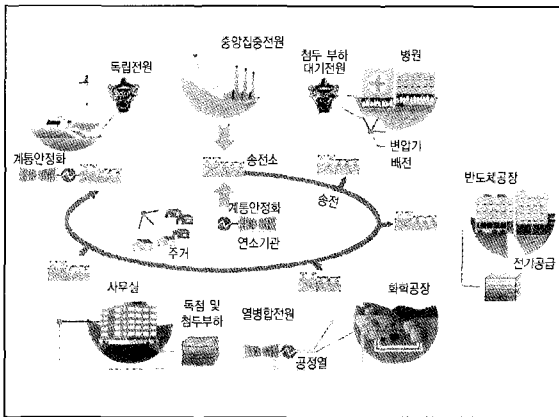 중앙집중전원
첨두 부하
대기전원
병원
독립전원
변압기
배전
계통안정화
송전소
송전
반도체공장
계통안정화
연소기관
주거
전기공급
사무실
독점 및
첨두부하
열병합전원
화학공장
공정열